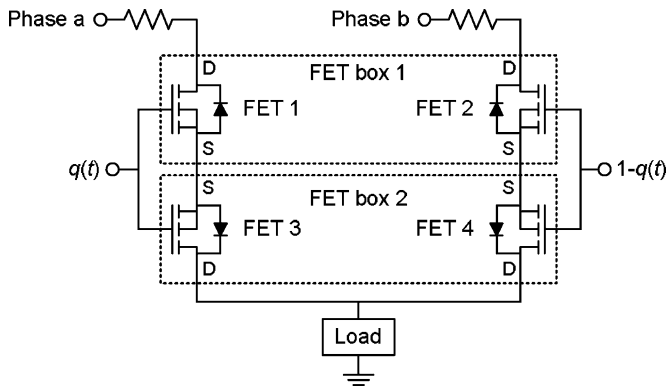 Phase a
Phase b
D
FET box 1
D
FET 1
FET 2
S
S
q(t)
1-q(t)
S
S
FET box 2
FET 3
FET 4
D
D
Load